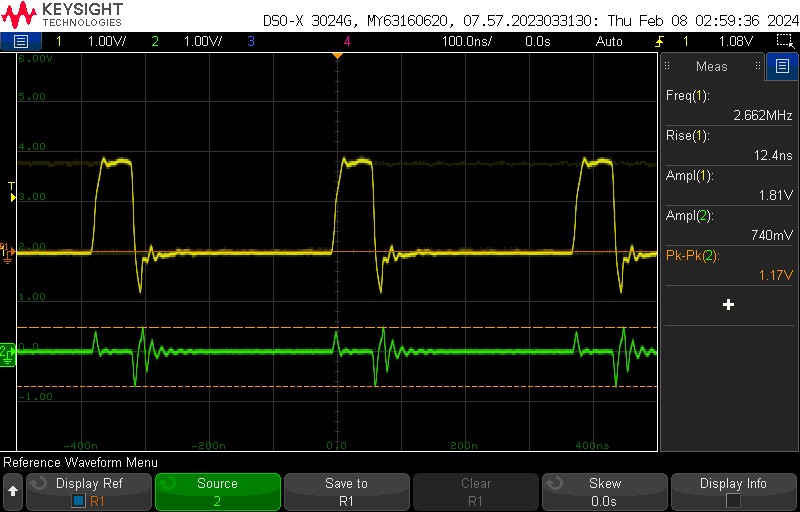 KEYSIGHT
TECHNOLOGIES
DSO-X 3024G, MY63160620, 07.57.2023033130: Thu Feb 08 02:59:36 2024
1 1.00V/ 2 1.00V/ 3 4 100.0ns/ 0.0s Auto 1 1.08V
6.00V
5.00
4.00
3.00
2.00
1.00
0.0
-1.00
T
R1
2
-400n -200n 0.0 200n 400ns
Meas
Freq(1):
2.662MHz
Rise(1):
12.4ns
Ampl(1):
1.81V
Ampl(2):
740mV
Pk-Pk(2):
1.17V
Reference Waveform Menu
Display Ref
R1
Source
2
Save to
R1
Clear
R1
Skew
0.0s
Display Info